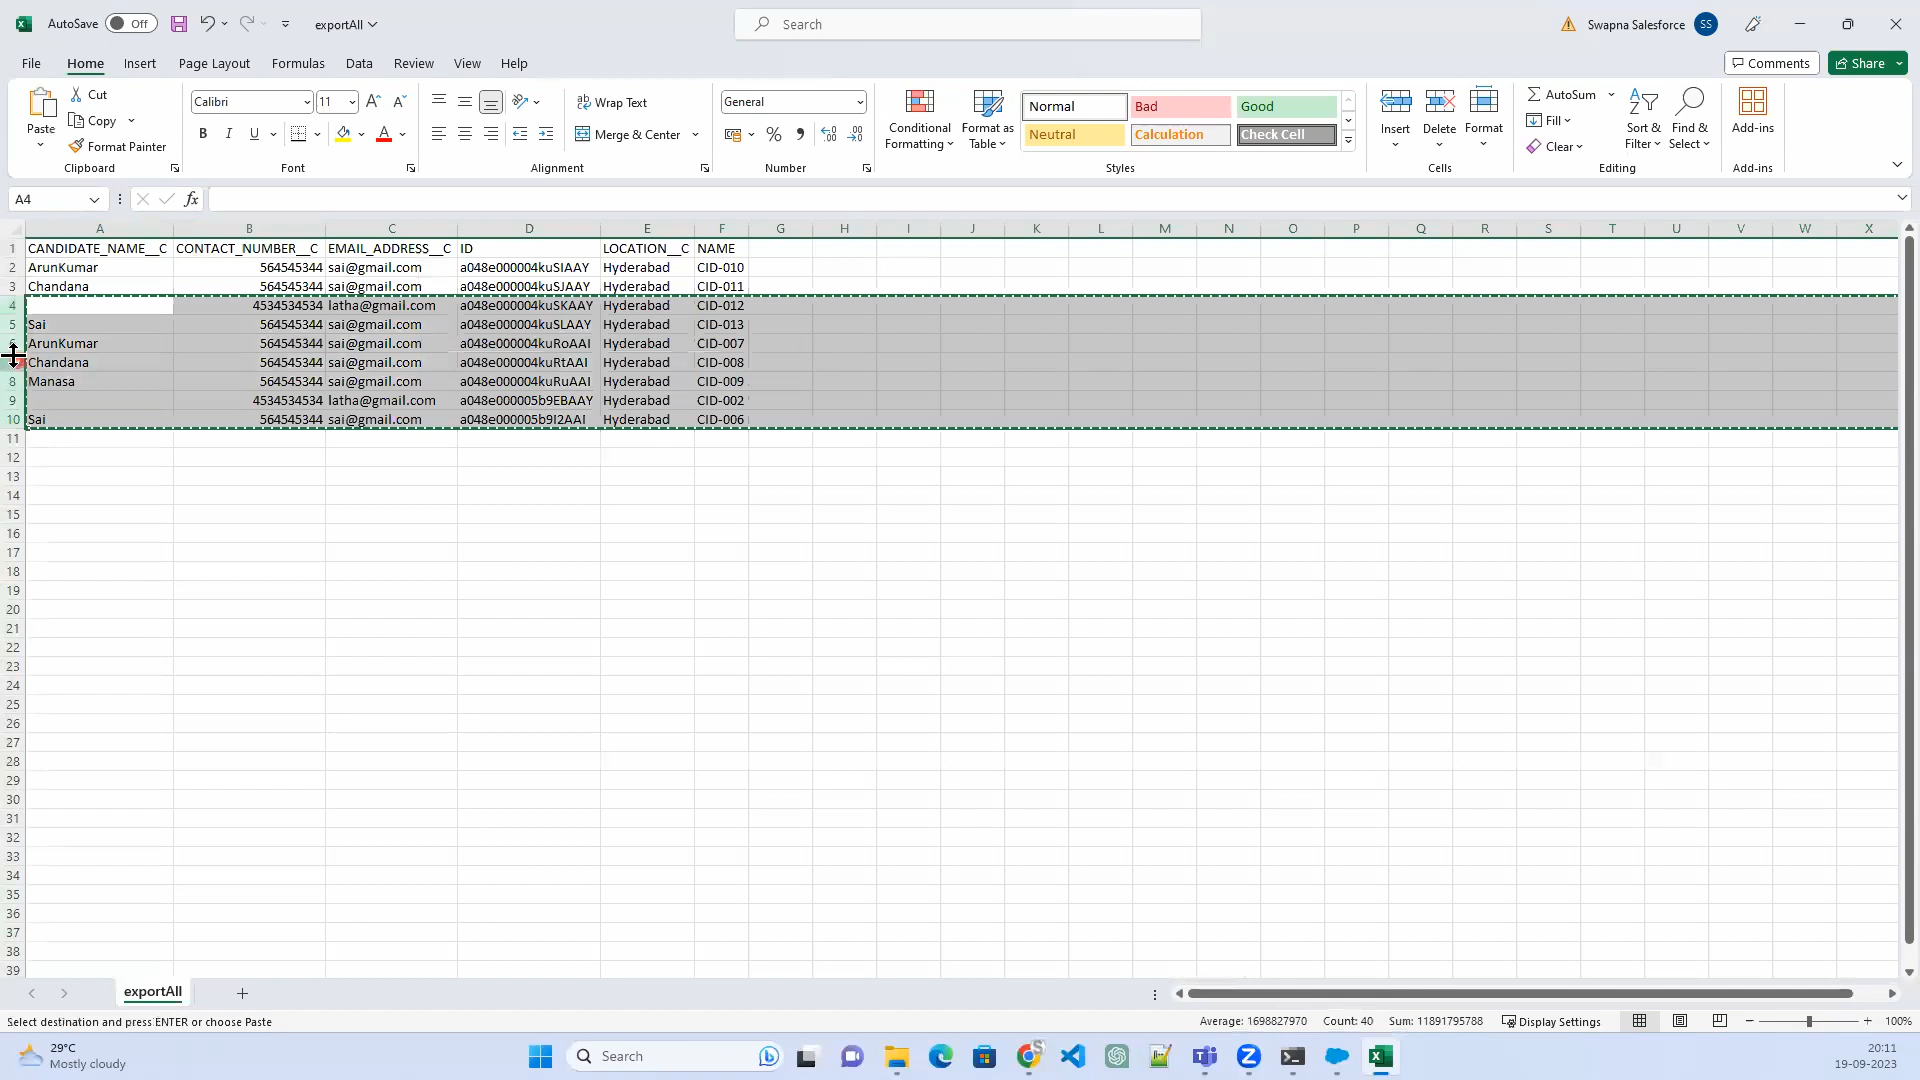 AutoSave Off exportAll Search Swapna Salesforce SS
File Home Insert Page Layout Formulas Data Review View Help Comments Share
Paste Cut Copy Format Painter Clipboard
Calibri 11 B I U Font
Wrap Text Merge & Center Alignment
General % , Number
Conditional Formatting Format as Table Normal Bad Good Neutral Calculation Check Cell Styles
Insert Delete Format Cells
AutoSum Fill Clear Sort & Filter Find & Select Editing
Add-ins Add-ins
A4 fx
A B C D E F G H I J K L M N O P Q R S T U V W X
1 CANDIDATE_NAME__C CONTACT_NUMBER__C EMAIL_ADDRESS__C ID LOCATION__C NAME
2 ArunKumar 564545344 sai@gmail.com a048e000004kuSIAAY Hyderabad CID-010
3 Chandana 564545344 sai@gmail.com a048e000004kuSJAAY Hyderabad CID-011
4 4534534534 latha@gmail.com a048e000004kuSKAAY Hyderabad CID-012
5 Sai 564545344 sai@gmail.com a048e000004kuSLAAY Hyderabad CID-013
ArunKumar 564545344 sai@gmail.com a048e000004kuRoAAI Hyderabad CID-007
Chandana 564545344 sai@gmail.com a048e000004kuRtAAI Hyderabad CID-008
8 Manasa 564545344 sai@gmail.com a048e000004kuRuAAI Hyderabad CID-009
9 4534534534 latha@gmail.com a048e000005b9EBAAY Hyderabad CID-002
10 Sai 564545344 sai@gmail.com a048e000005b9I2AAI Hyderabad CID-006
11
12
13
14
15
16
17
18
19
20
21
22
23
24
25
26
27
28
29
30
31
32
33
34
35
36
37
38
39
exportAll
Select destination and press ENTER or choose Paste Average: 1698827970 Count: 40 Sum: 11891795788 Display Settings 100%
29°C
Mostly cloudy
Search
20:11
19-09-2023